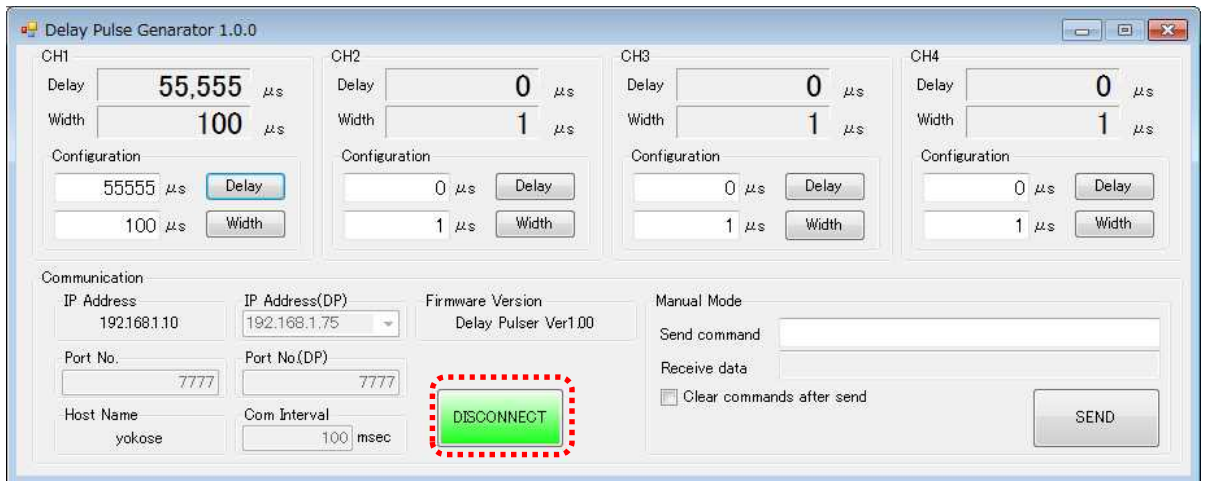 Delay Pulse Genarator 1.0.0
CH1
Delay 55,555 μs
Width 100 μs
Configuration
55555 μs Delay
100 μs Width
CH2
Delay 0 μs
Width 1 μs
Configuration
0 μs Delay
1 μs Width
CH3
Delay 0 μs
Width 1 μs
Configuration
0 μs Delay
1 μs Width
CH4
Delay 0 μs
Width 1 μs
Configuration
0 μs Delay
1 μs Width
Communication
IP Address
192.168.1.10
IP Address(DP)
192.168.1.75
Firmware Version
Delay Pulser Ver1.00
Port No.
7777
Port No.(DP)
7777
Host Name
yokose
Com Interval
100 msec
DISCONNECT
Manual Mode
Send command
Receive data
Clear commands after send
SEND